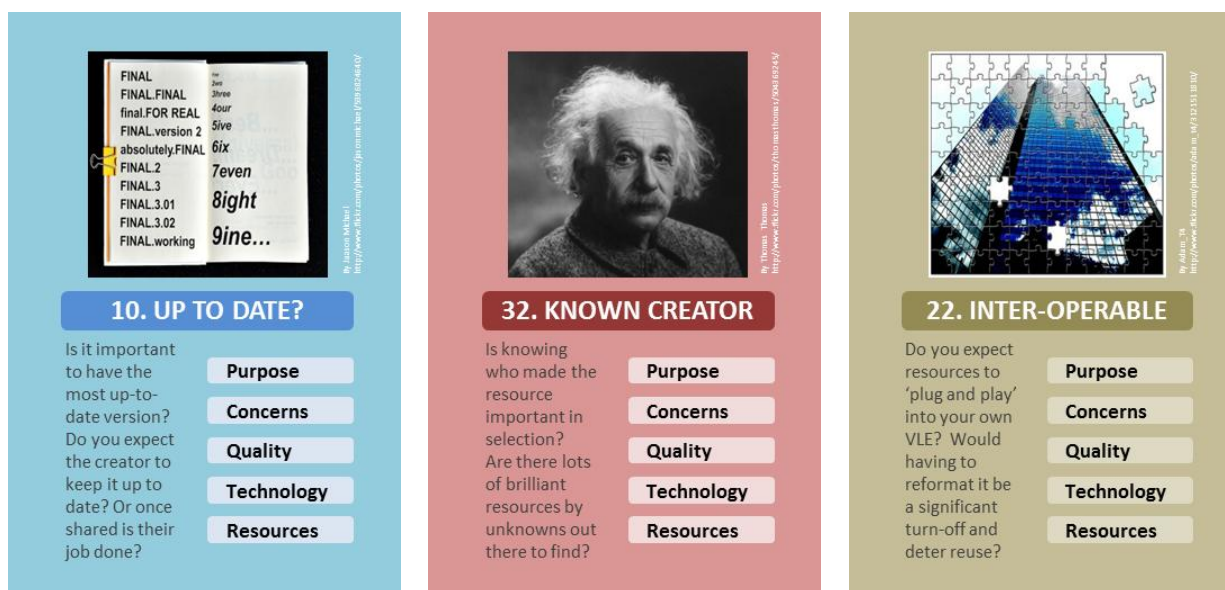 FINAL
FINAL.FINAL
final.FOR REAL
FINAL.version 2
absolutely.FINAL
FINAL.2
FINAL.3
FINAL.3.01
FINAL.3.02
FINAL.working
3hree
4our
5ive
6ix
7even
8ight
9ine...
10. UP TO DATE?
Is it important
to have the
most up-to-
date version?
Do you expect
the creator to
keep it up to
date? Or once
shared is their
job done?
Purpose
Concerns
Quality
Technology
Resources
By Thomas Thomas
32. KNOWN CREATOR
Is knowing
who made the
resource
important in
selection?
Are there lots
of brilliant
resources by
unknowns out
there to find?
Purpose
Concerns
Quality
Technology
Resources
By Adam_T4
22. INTER-OPERABLE
Do you expect
resources to
‘plug and play’
into your own
VLE?  Would
having to
reformat it be
a significant
turn-off and
deter reuse?
Purpose
Concerns
Quality
Technology
Resources